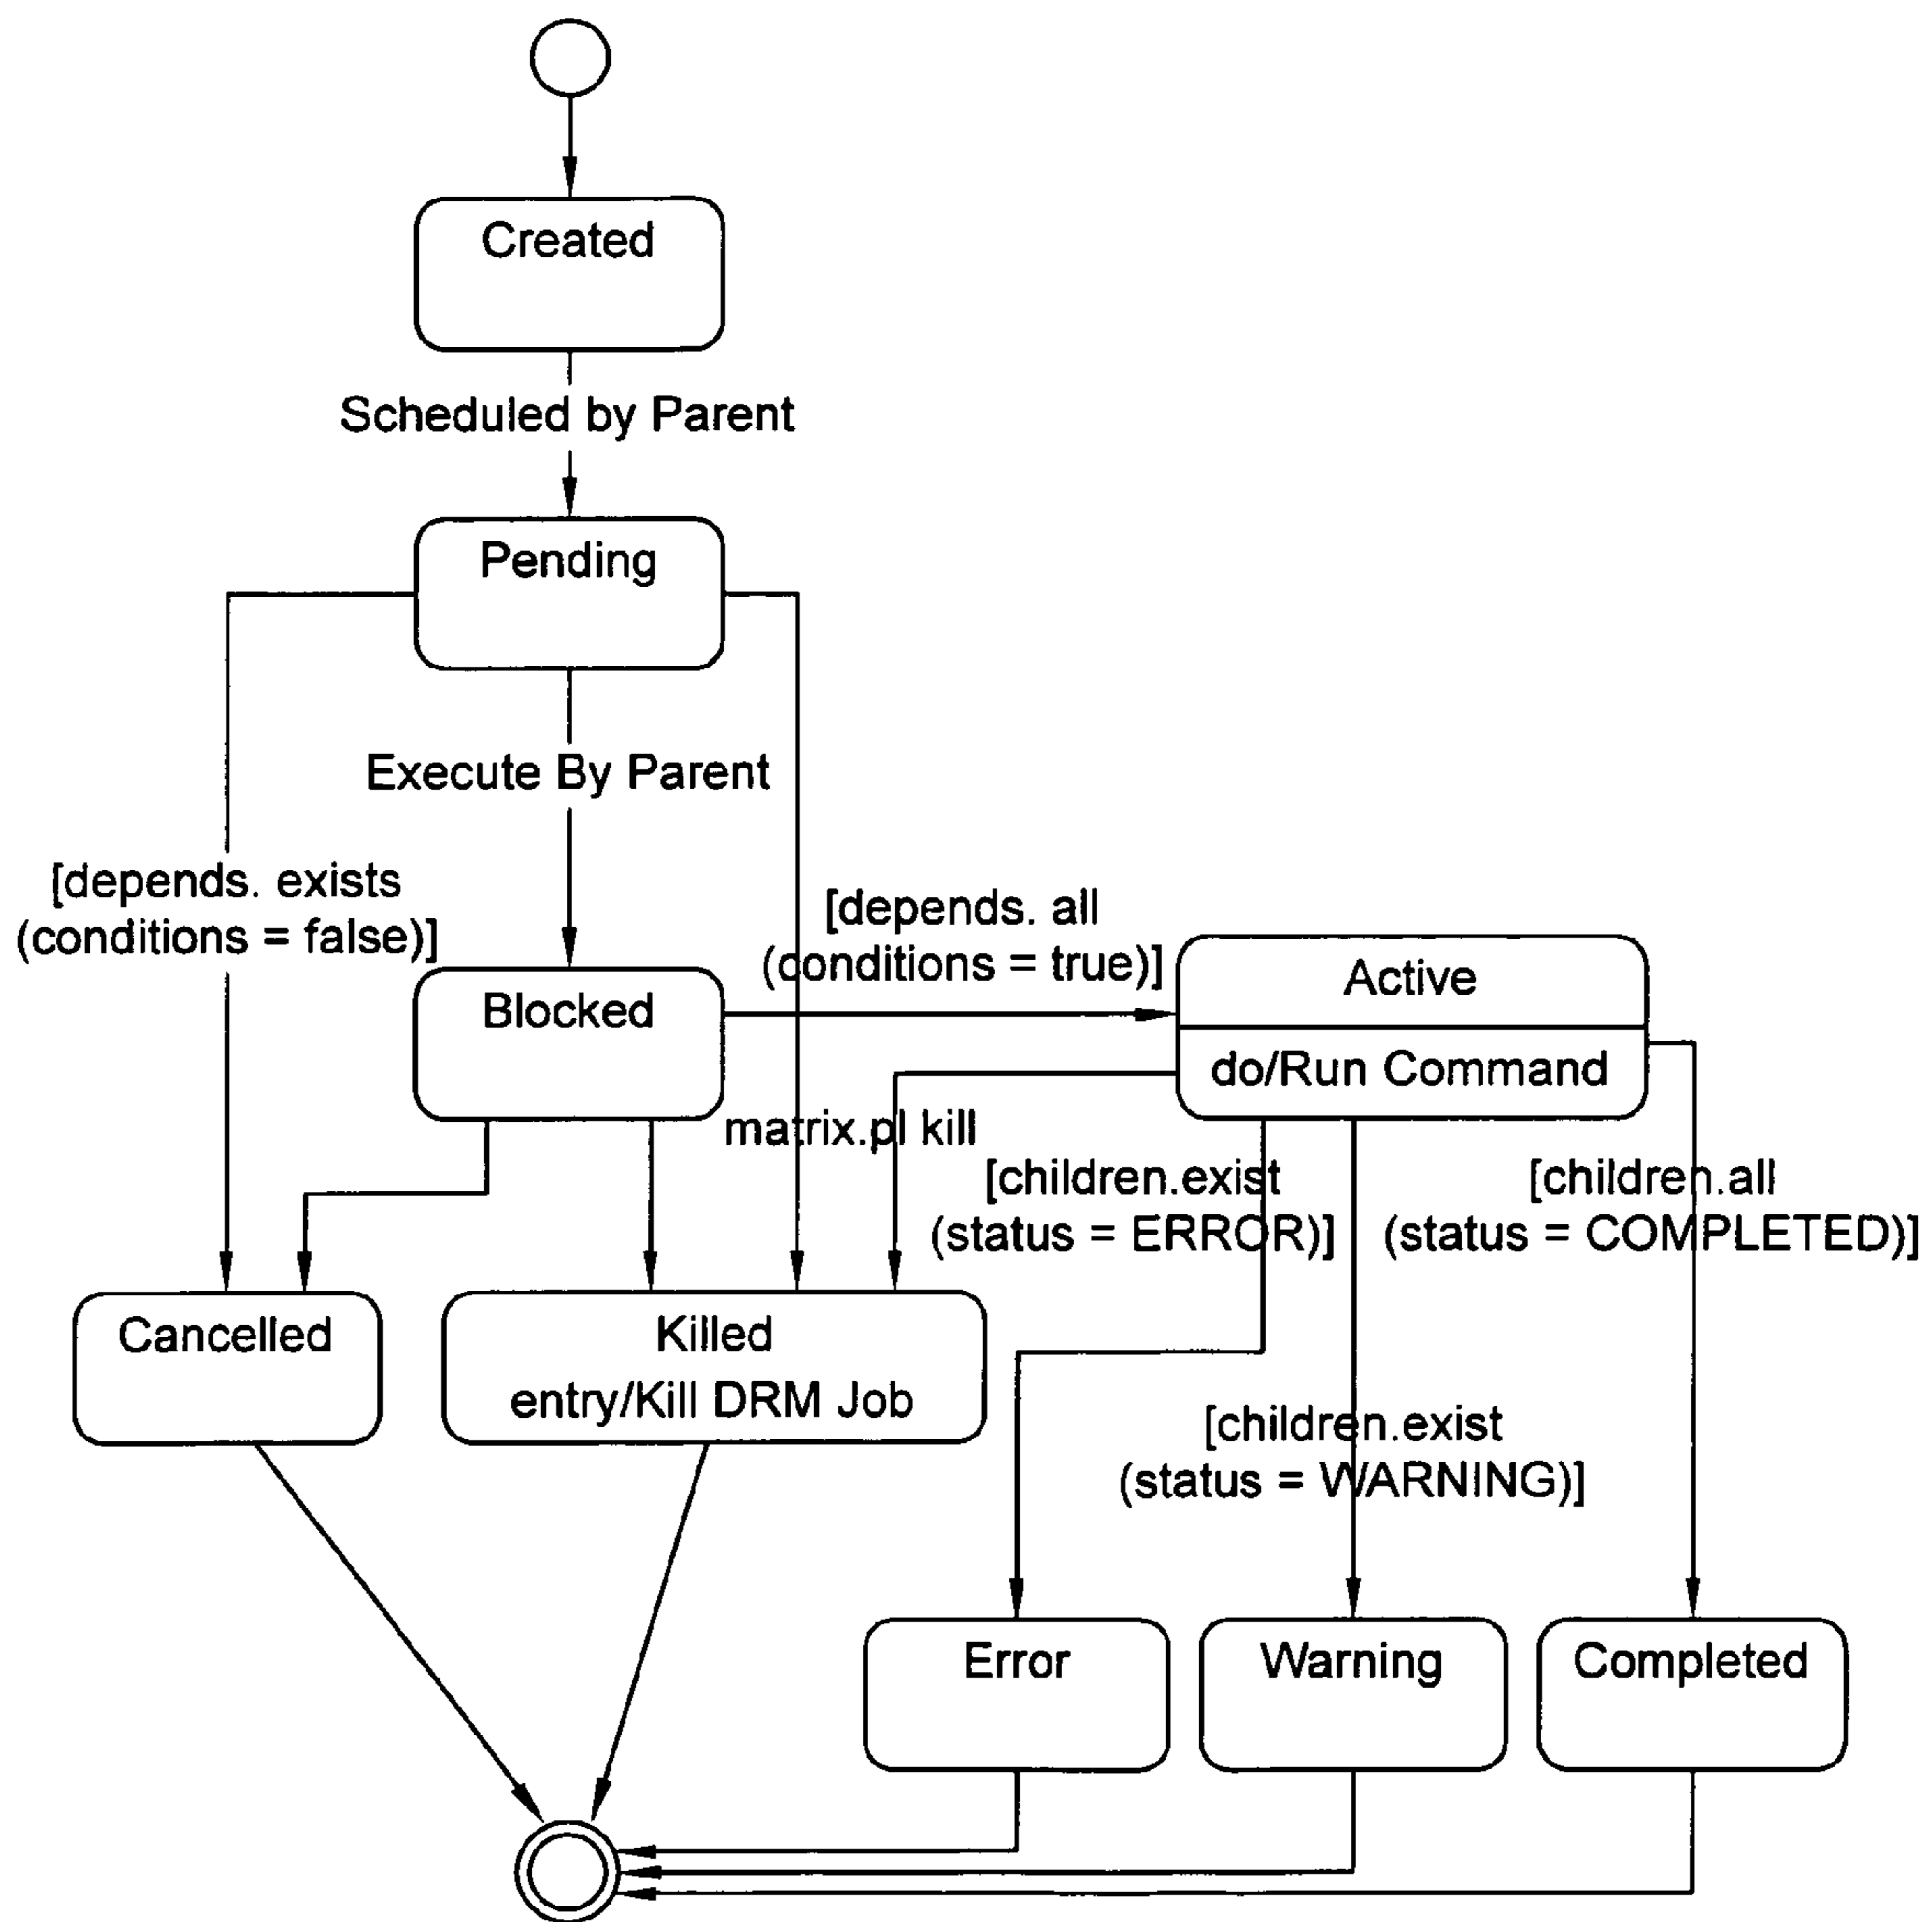 Created
Scheduled by Parent
Pending
Execute By Parent
[depends. exists
(conditions = false)]
[depends. all
(conditions = true)]
Blocked
Active
do/Run Command
matrix.pl kill
[children.exist
(status = ERROR)]
[children.all
(status = COMPLETED)]
Cancelled
Killed
entry/Kill DRM Job
[children.exist
(status = WARNING)]
Error
Warning
Completed